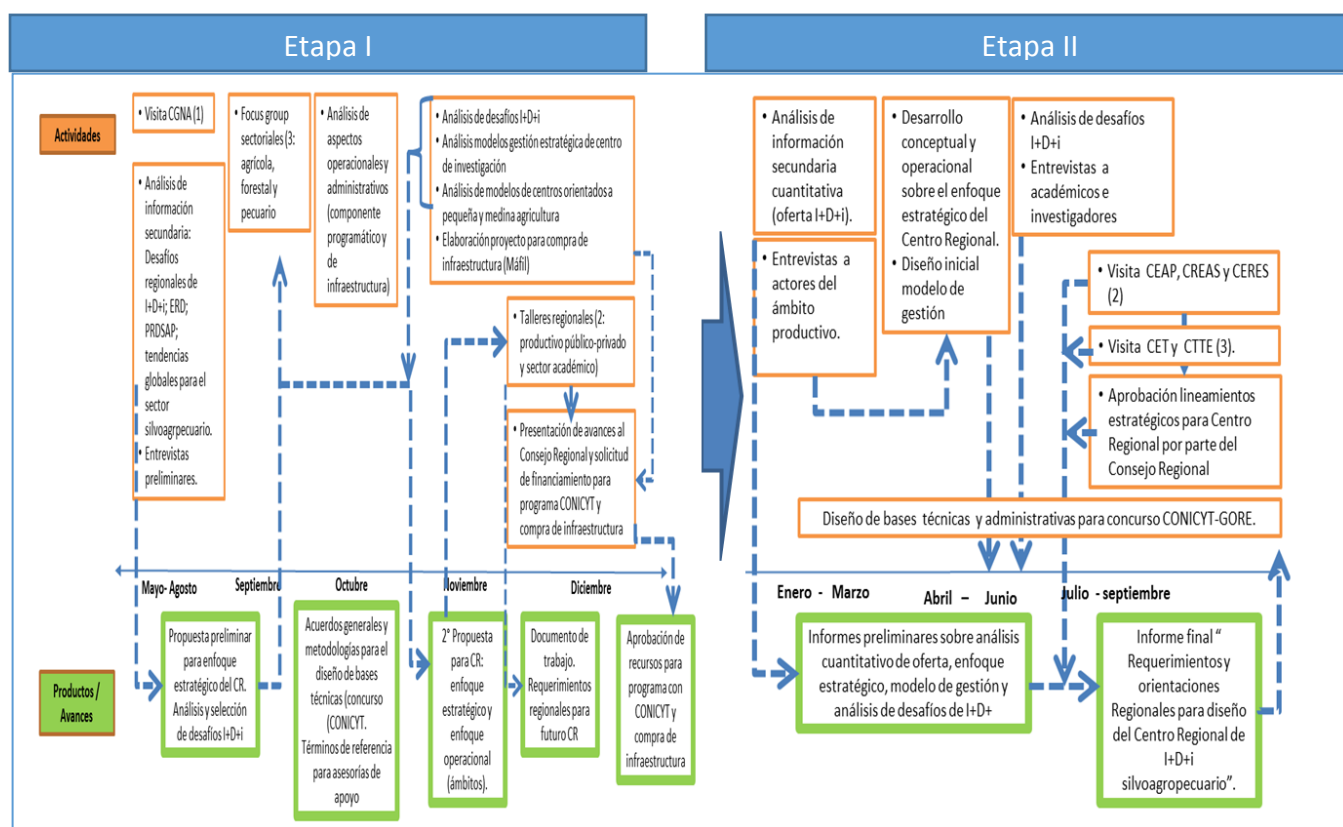 Etapa I
Etapa II
Actividades
• Visita CGNA (1)
• Análisis de
información
secundaria:
Desafíos
regionales de
I+D+i; ERD;
PRDSAP;
tendencias
globales para el
sector
silvoagrpecuario.
• Entrevistas
preliminares.
• Focus group
sectoriales (3:
agrícola,
forestal y
pecuario
• Análisis de
aspectos
operacionales y
administrativos
(componente
programático y
de
infraestructura)
• Análisis de desafíos I+D+i
• Análisis modelos gestión estratégica de centro
de investigación
• Análisis de modelos de centros orientados a
pequeña y medina agricultura
• Elaboración proyecto para compra de
infraestructura (Máfil)
• Talleres regionales (2:
productivo público-privado
y sector académico)
• Presentación de avances al
Consejo Regional y solicitud
de financiamiento para
programa CONICYT y
compra de infraestructura
• Análisis de
información
secundaria
cuantitativa
(oferta I+D+i).
• Entrevistas a
actores del
ámbito
productivo.
• Desarrollo
conceptual y
operacional
sobre el enfoque
estratégico del
Centro Regional.
• Diseño inicial
modelo de
gestión
• Análisis de desafíos
I+D+i
• Entrevistas a
académicos e
investigadores
• Visita CEAP, CREAS y CERES
(2)
• Visita CET y CTTE (3).
• Aprobación lineamientos
estratégicos para Centro
Regional por parte del
Consejo Regional
Diseño de bases técnicas y administrativas para concurso CONICYT-GORE.
Mayo- Agosto
Septiembre
Octubre
Noviembre
Diciembre
Enero - Marzo
Abril – Junio
Julio - septiembre
Productos /
Avances
Propuesta preliminar
para enfoque
estratégico del CR.
Análisis y selección
de desafíos I+D+i
Acuerdos generales y
metodologías para el
diseño de bases
técnicas (concurso
(CONICYT.
Términos de referencia
para asesorías de
apoyo
2° Propuesta
para CR:
enfoque
estratégico y
enfoque
operacional
(ámbitos).
Documento de
trabajo.
Requerimientos
regionales para
futuro CR
Aprobación de
recursos para
programa con
CONICYT y
compra de
infraestructura
Informes preliminares sobre análisis
cuantitativo de oferta, enfoque
estratégico, modelo de gestión y
análisis de desafíos de I+D+
Informe final “
Requerimientos y
orientaciones
Regionales para diseño
del Centro Regional de
I+D+i
silvoagropecuario”.